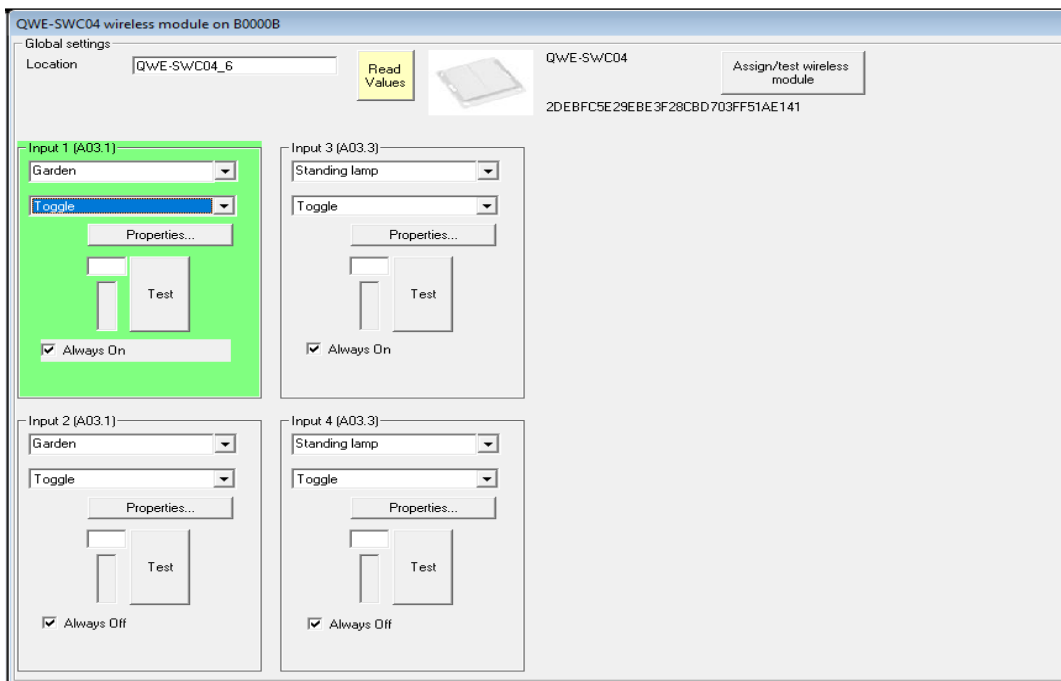 QWE-SWC04 wireless module on B0000B
Global settings
Location
QWE-SWC04_6
Read
Values
QWE-SWC04
Assign/test wireless
module
2DEBFC5E29EBE3F28CBD703FF51AE141
Input 1 (A03.1)
Garden
Toggle
Properties...
Test
Always On
Input 3 (A03.3)
Standing lamp
Toggle
Properties...
Test
Always On
Input 2 (A03.1)
Garden
Toggle
Properties...
Test
Always Off
Input 4 (A03.3)
Standing lamp
Toggle
Properties...
Test
Always Off